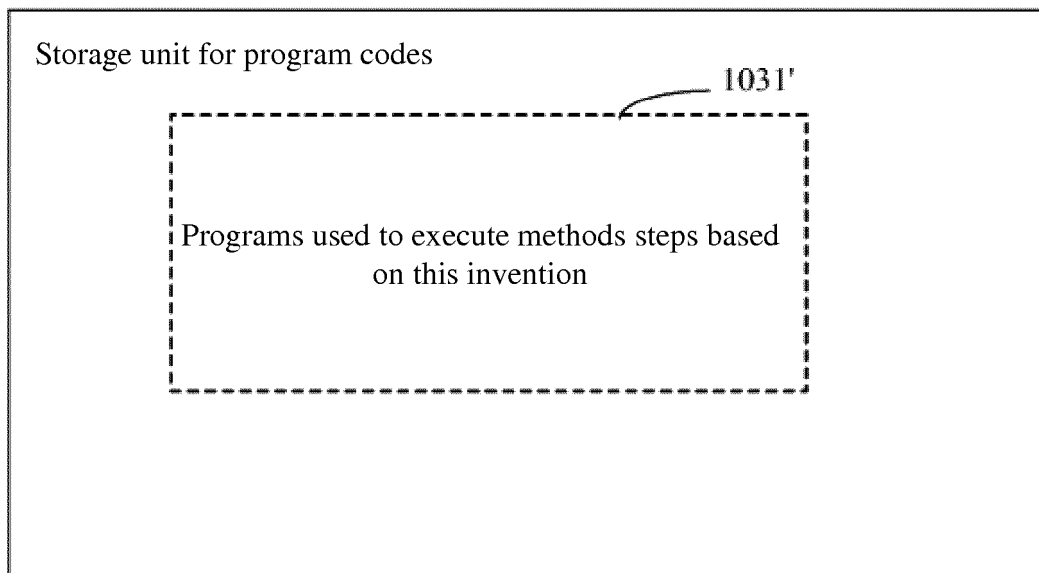 Storage unit for program codes
1031'
Programs used to execute methods steps based
on this invention